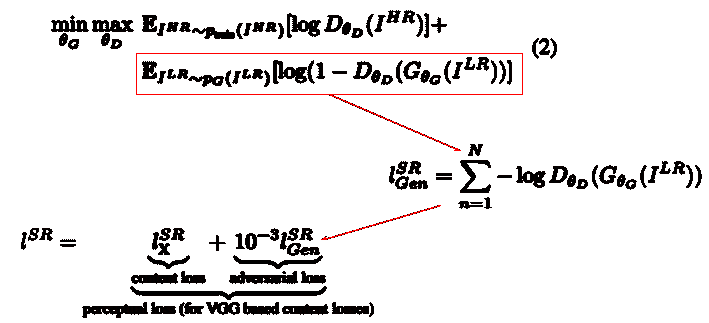 min max 𝔼_{I^{HR}∼p_{train}(I^{HR})}[log D_{θ_D}(I^{HR})]+
θ_G θ_D
𝔼_{I^{LR}∼p_G(I^{LR})}[log(1 − D_{θ_D}(G_{θ_G}(I^{LR}))] (2)
l^{SR}_{Gen} = ∑_{n=1}^{N} − log D_{θ_D}(G_{θ_G}(I^{LR}))
l^{SR} = l^{SR}_X + 10^{−3}l^{SR}_{Gen}
content loss adversarial loss
perceptual loss (for VGG based content losses)